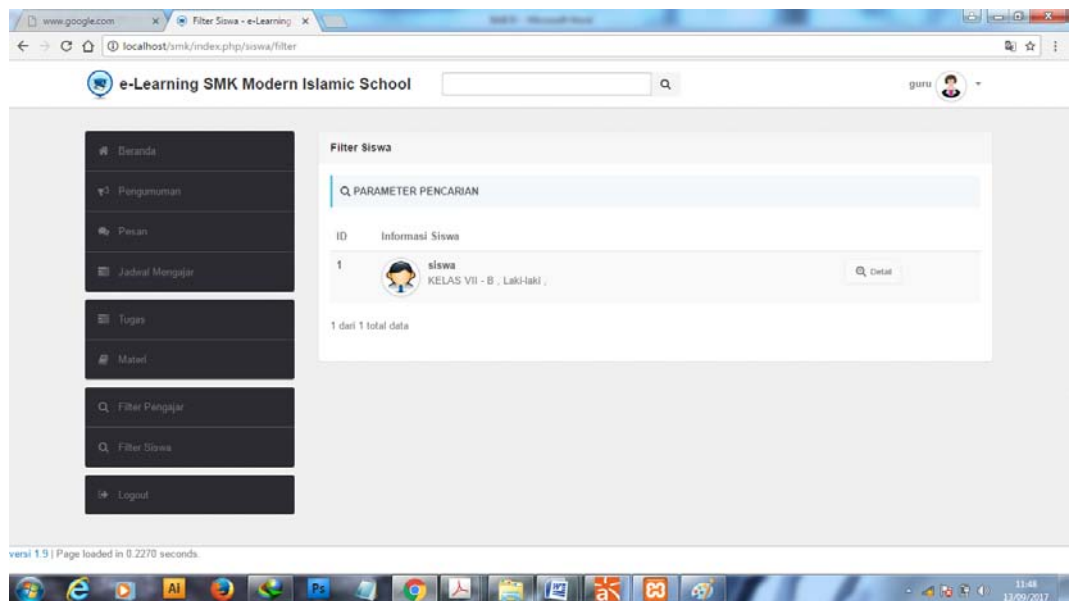 www.google.com
Filter Siswa - e-Learning
localhost/smk/index.php/siswa/filter
e-Learning SMK Modern Islamic School
guru
Beranda
Pengumuman
Pesan
Jadwal Mengajar
Tugas
Materi
Filter Pengajar
Filter Siswa
Logout
Filter Siswa
PARAMETER PENCARIAN
ID Informasi Siswa
1 siswa
KELAS VII - B , Laki-laki ,
Detail
1 dari 1 total data
versi 1.9 | Page loaded in 0.2270 seconds.
Ai
Ps
11:48
13/09/2017